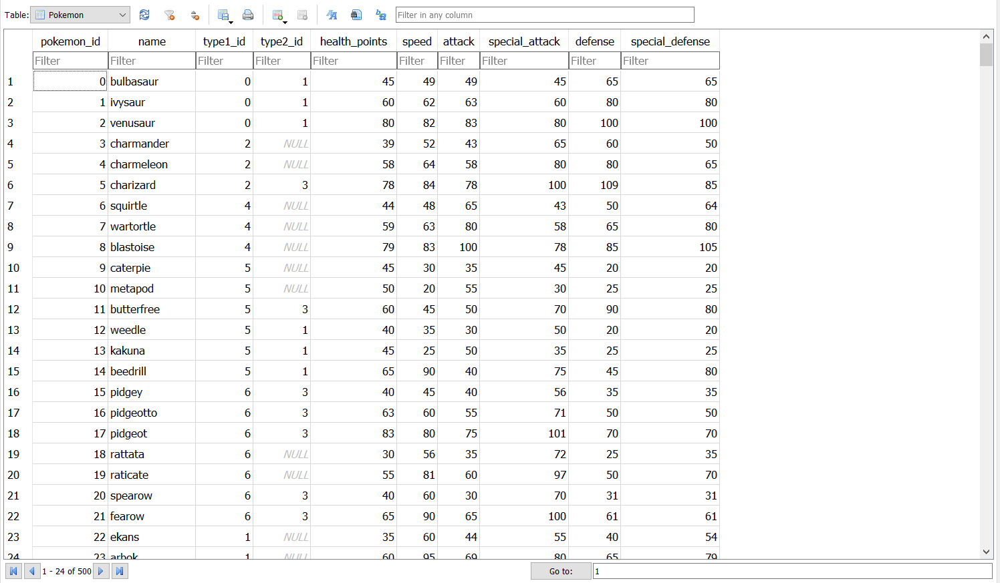 Table: Pokemon Filter in any column
pokemon_id name type1_id type2_id health_points speed attack special_attack defense special_defense
Filter Filter Filter Filter Filter Filter Filter Filter Filter Filter
1 0 bulbasaur 0 1 45 49 49 45 65 65
2 1 ivysaur 0 1 60 62 63 60 80 80
3 2 venusaur 0 1 80 82 83 80 100 100
4 3 charmander 2 NULL 39 52 43 65 60 50
5 4 charmeleon 2 NULL 58 64 58 80 80 65
6 5 charizard 2 3 78 84 78 100 109 85
7 6 squirtle 4 NULL 44 48 65 43 50 64
8 7 wartortle 4 NULL 59 63 80 58 65 80
9 8 blastoise 4 NULL 79 83 100 78 85 105
10 9 caterpie 5 NULL 45 30 35 45 20 20
11 10 metapod 5 NULL 50 20 55 30 25 25
12 11 butterfree 5 3 60 45 50 70 90 80
13 12 weedle 5 1 40 35 30 50 20 20
14 13 kakuna 5 1 45 25 50 35 25 25
15 14 beedrill 5 1 65 90 40 75 45 80
16 15 pidgey 6 3 40 45 40 56 35 35
17 16 pidgeotto 6 3 63 60 55 71 50 50
18 17 pidgeot 6 3 83 80 75 101 70 70
19 18 rattata 6 NULL 30 56 35 72 25 35
20 19 raticate 6 NULL 55 81 60 97 50 70
21 20 spearow 6 3 40 60 30 70 31 31
22 21 fearow 6 3 65 90 65 100 61 61
23 22 ekans 1 NULL 35 60 44 55 40 54
24 23 arbok 1 NULL 60 95 69 80 65 79
1 - 24 of 500 Go to: 1